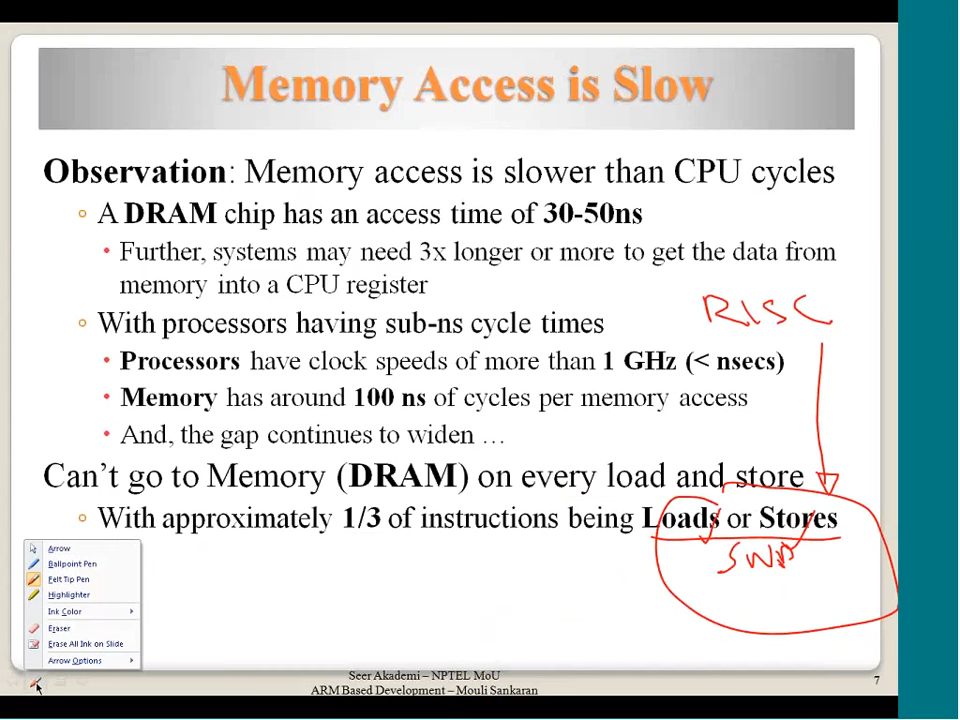 Memory Access is Slow
Observation: Memory access is slower than CPU cycles
A DRAM chip has an access time of 30-50ns
Further, systems may need 3x longer or more to get the data from
memory into a CPU register
RISC
With processors having sub-ns cycle times
Processors have clock speeds of more than 1 GHz (< nsecs)
Memory has around 100 ns of cycles per memory access
And, the gap continues to widen …
Can't go to Memory (DRAM) on every load and store
With approximately 1/3 of instructions being Loads or Stores
Arrow
Ballpoint Pen
Felt Tip Pen
Highlighter
Ink Color
Eraser
Erase All Ink on Slide
Arrow Options
Seer Akademi – NPTEL MoU
ARM Based Development – Mouli Sankaran
7